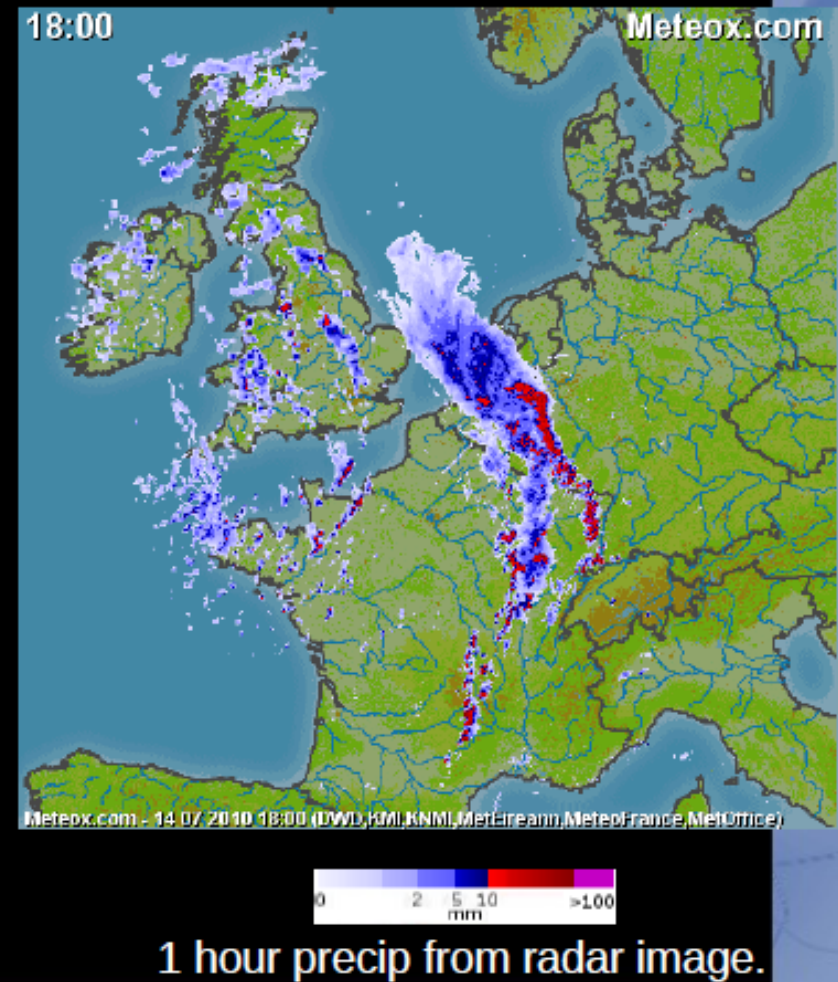 18:00 Meteox.com
Meteox.com - 14 07 2010 18:00 (DWD,KMI,KNMI,MetEireann,MeteoFrance,MetOffice)
0 2 5 10 >100
mm
1 hour precip from radar image.